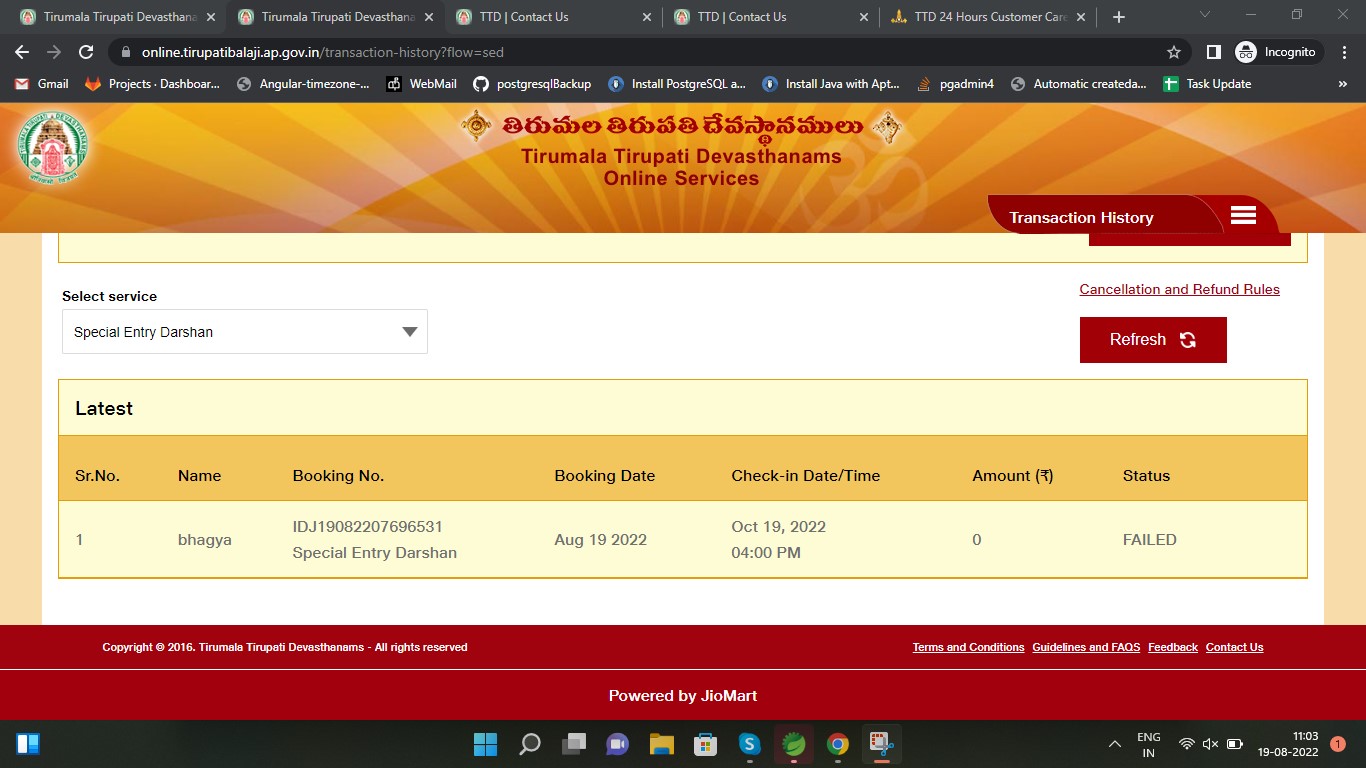 Tirumala Tirupati Devasthana
Tirumala Tirupati Devasthana
TTD | Contact Us
TTD | Contact Us
TTD 24 Hours Customer Care
online.tirupatibalaji.ap.gov.in/transaction-history?flow=sed
Incognito
Gmail
Projects - Dashboar...
Angular-timezone-...
WebMail
postgresqlBackup
Install PostgreSQL a...
Install Java with Apt...
pgadmin4
Automatic createda...
Task Update
»
తిరుమల తిరుపతి దేవస్థానములు
Tirumala Tirupati Devasthanams
Online Services
Transaction History
Select service
Cancellation and Refund Rules
Special Entry Darshan
Refresh
Latest
Sr.No. Name Booking No. Booking Date Check-in Date/Time Amount (₹) Status
1 bhagya IDJ19082207696531 Aug 19 2022 Oct 19, 2022 0 FAILED
Special Entry Darshan 04:00 PM
Copyright © 2016. Tirumala Tirupati Devasthanams - All rights reserved
Terms and Conditions Guidelines and FAQS Feedback Contact Us
Powered by JioMart
ENG
IN
11:03
19-08-2022
1